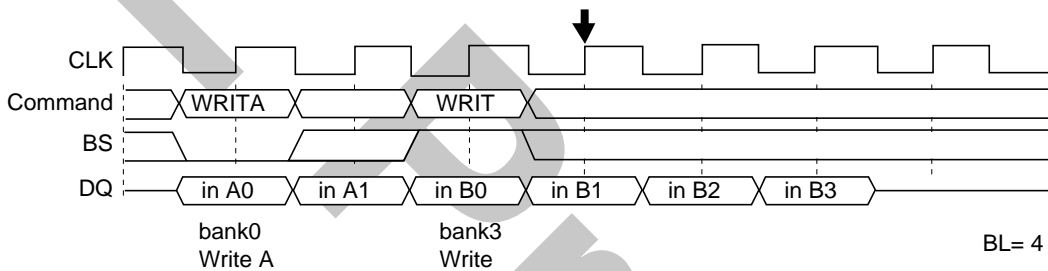 CLK
Command WRITA WRIT
BS
DQ in A0 in A1 in B0 in B1 in B2 in B3
bank0 bank3
Write A Write
BL= 4